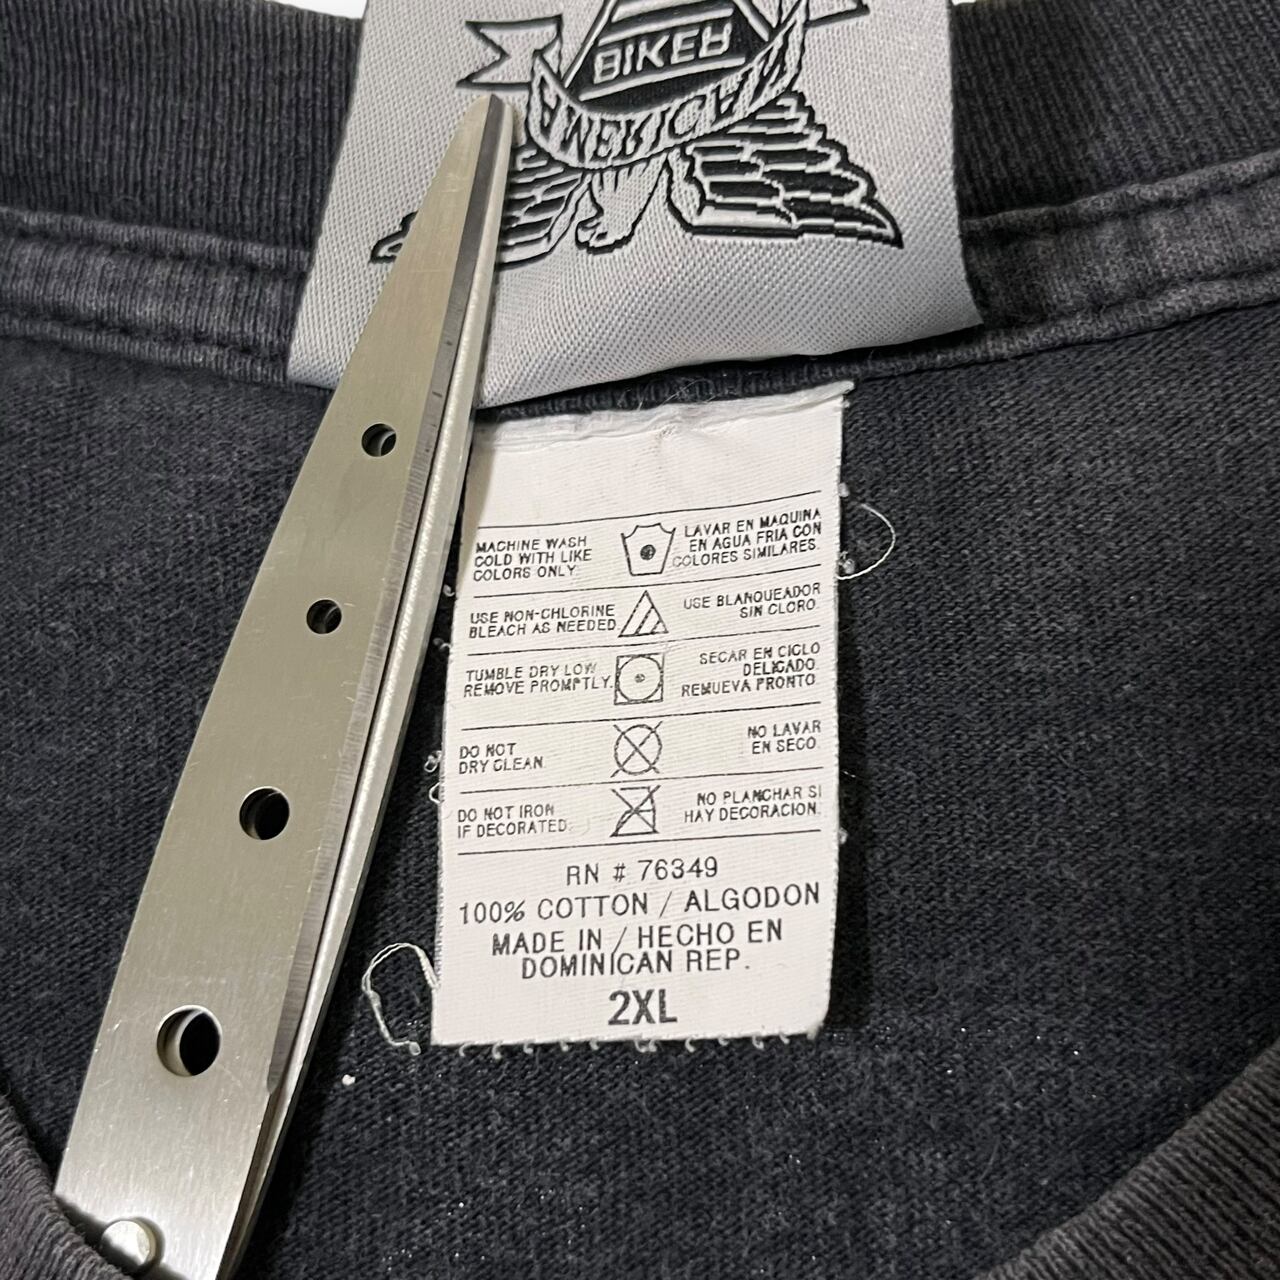 BIKER
AMERICAN
MACHINE WASH
COLD WITH LIKE
COLORS ONLY
LAVAR EN MAQUINA
EN AGUA FRIA CON
COLORES SIMILARES.
USE NON-CHLORINE
BLEACH AS NEEDED
USE BLANQUEADOR
SIN CLORO.
TUMBLE DRY LOW
REMOVE PROMPTLY.
SECAR EN CICLO
DELICADO.
REMUEVA PRONTO.
DO NOT
DRY CLEAN.
NO LAVAR
EN SECO.
DO NOT IRON
IF DECORATED.
NO PLANCHAR SI
HAY DECORACION.
RN # 76349
100% COTTON / ALGODON
MADE IN / HECHO EN
DOMINICAN REP.
2XL